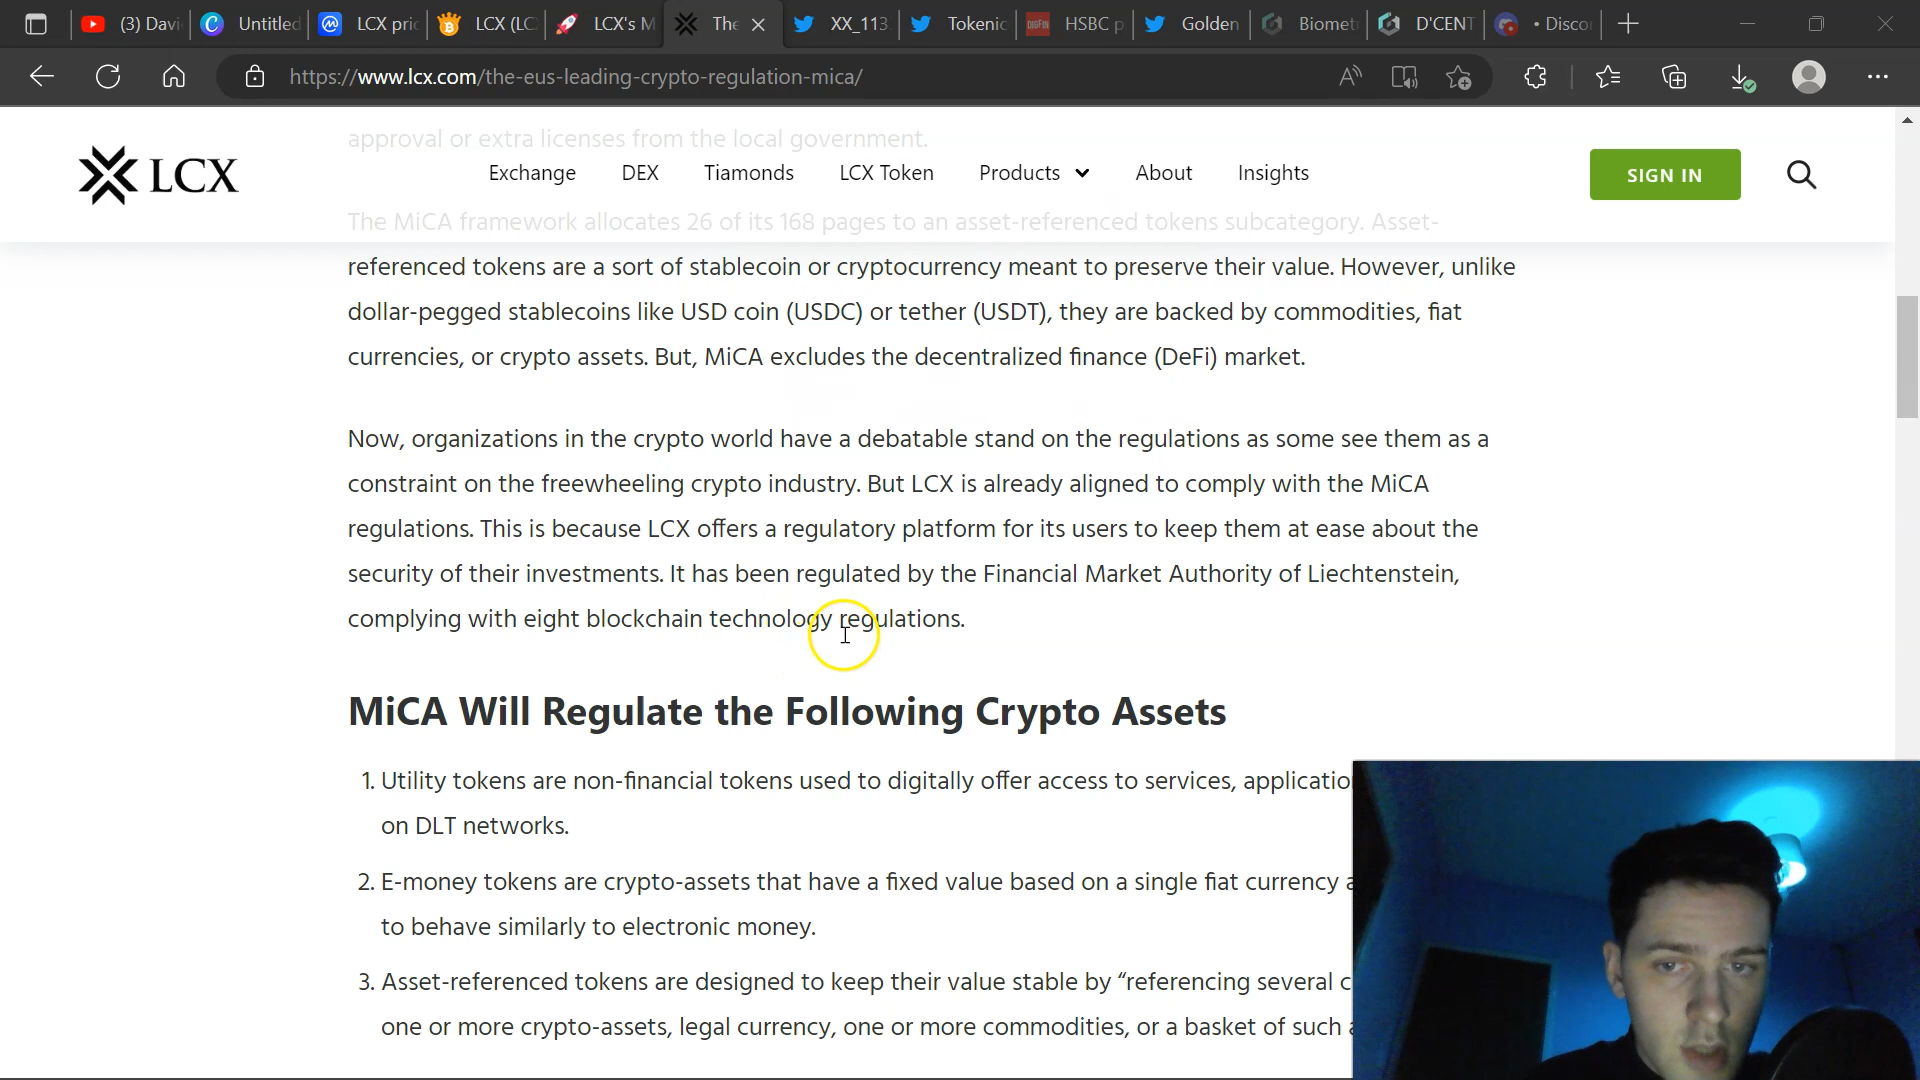 (3) Davi
Untitled
LCX pric
LCX (LC
LCX's M
The
XX_113
Tokenic
HSBC p
Golden
Biomet
D'CENT
• Disco
https://www.lcx.com/the-eus-leading-crypto-regulation-mica/
approval or extra licenses from the local government.
LCX
Exchange
DEX
Tiamonds
LCX Token
Products
About
Insights
SIGN IN
The MiCA framework allocates 26 of its 168 pages to an asset-referenced tokens subcategory. Asset-
referenced tokens are a sort of stablecoin or cryptocurrency meant to preserve their value. However, unlike
dollar-pegged stablecoins like USD coin (USDC) or tether (USDT), they are backed by commodities, fiat
currencies, or crypto assets. But, MiCA excludes the decentralized finance (DeFi) market.
Now, organizations in the crypto world have a debatable stand on the regulations as some see them as a
constraint on the freewheeling crypto industry. But LCX is already aligned to comply with the MiCA
regulations. This is because LCX offers a regulatory platform for its users to keep them at ease about the
security of their investments. It has been regulated by the Financial Market Authority of Liechtenstein,
complying with eight blockchain technology regulations.
MiCA Will Regulate the Following Crypto Assets
1. Utility tokens are non-financial tokens used to digitally offer access to services, applicatio
on DLT networks.
2. E-money tokens are crypto-assets that have a fixed value based on a single fiat currency a
to behave similarly to electronic money.
3. Asset-referenced tokens are designed to keep their value stable by “referencing several c
one or more crypto-assets, legal currency, one or more commodities, or a basket of such a